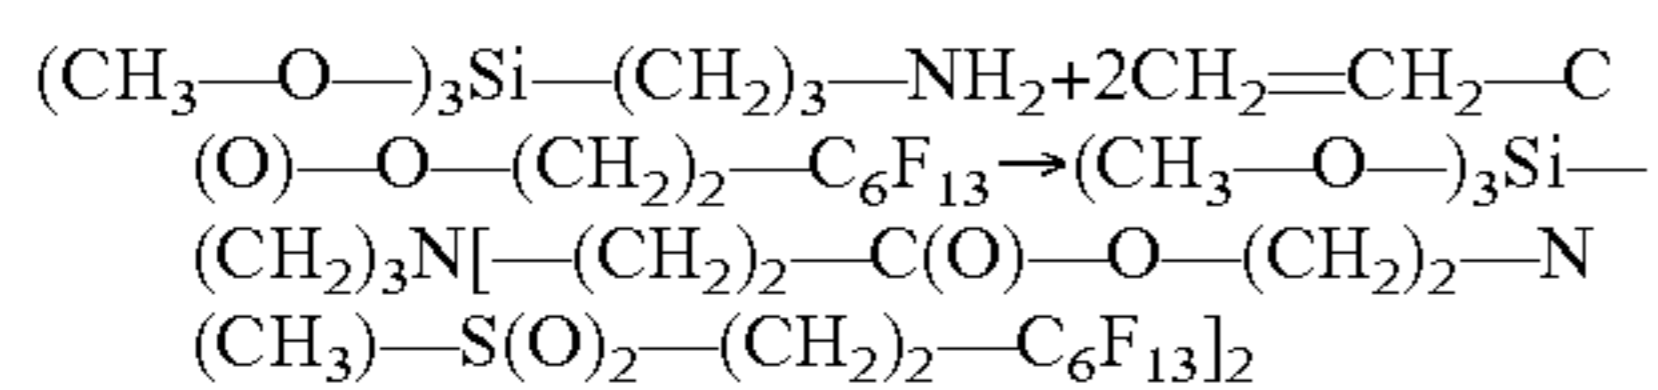 (CH₃—O—)₃Si—(CH₂)₃—NH₂+2CH₂=CH₂—C
(O)—O—(CH₂)₂—C₆F₁₃→(CH₃—O—)₃Si—
(CH₂)₃N[—(CH₂)₂—C(O)—O—(CH₂)₂—N
(CH₃)—S(O)₂—(CH₂)₂—C₆F₁₃]₂